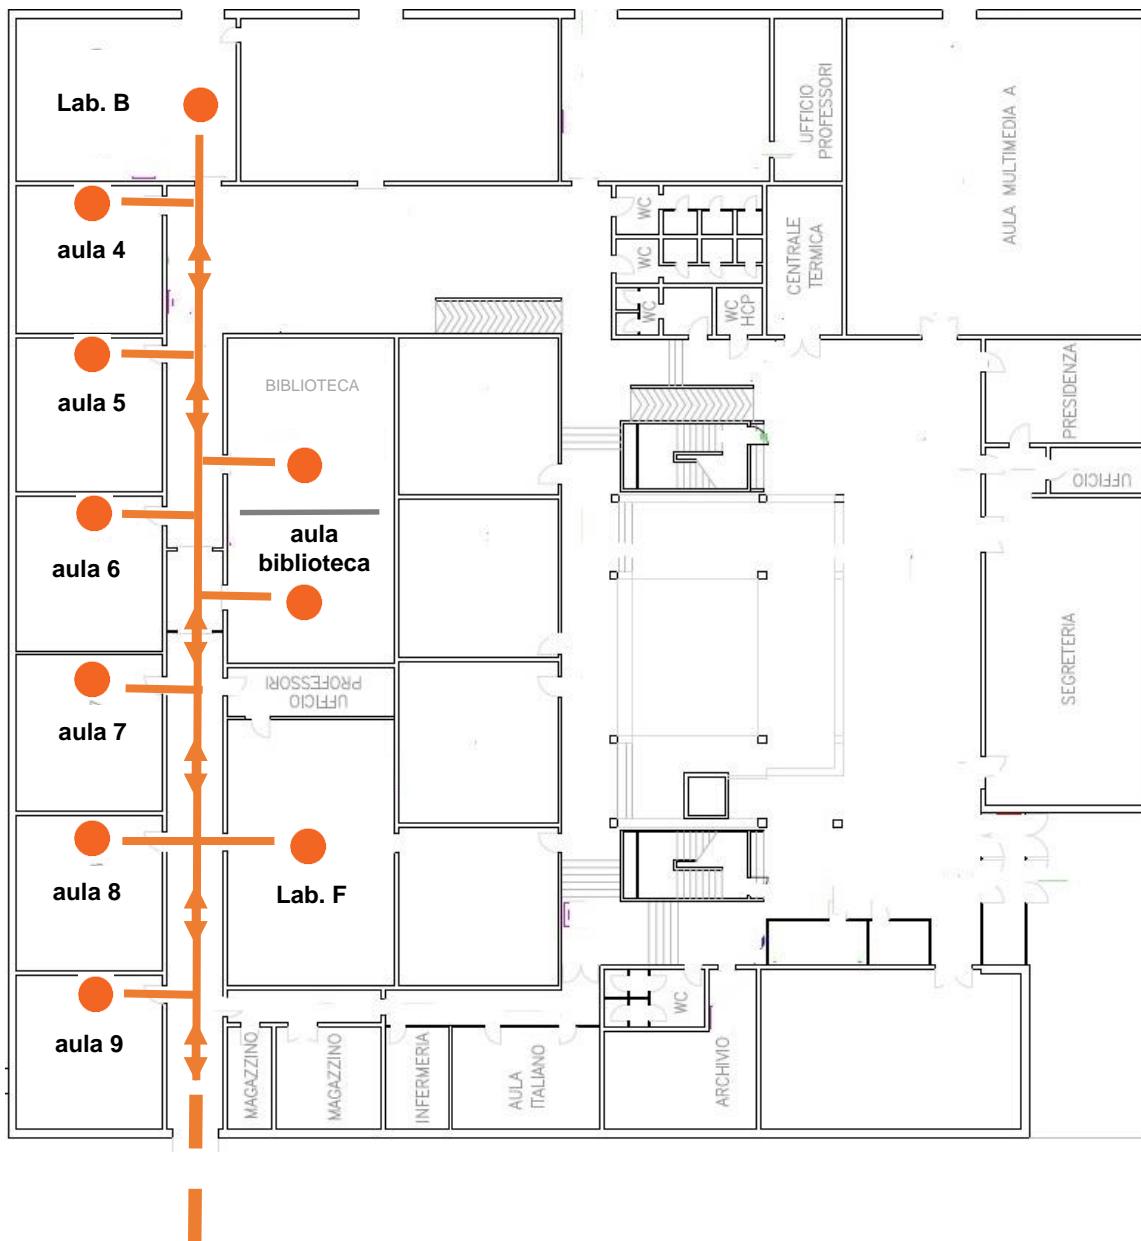 Lab. B
UFFICIO
PROFESSORI
AULA MULTIMEDIA A
aula 4
WC
WC
WC
WC
HCP
CENTRALE
TERMICA
aula 5
BIBLIOTECA
PRESIDENZA
UFFICIO
aula 6
aula
biblioteca
aula 7
UFFICIO
PROFESSORI
SEGRETERIA
aula 8
Lab. F
aula 9
MAGAZZINO
MAGAZZINO
INFERMERIA
AULA
ITALIANO
WC
ARCHIVIO